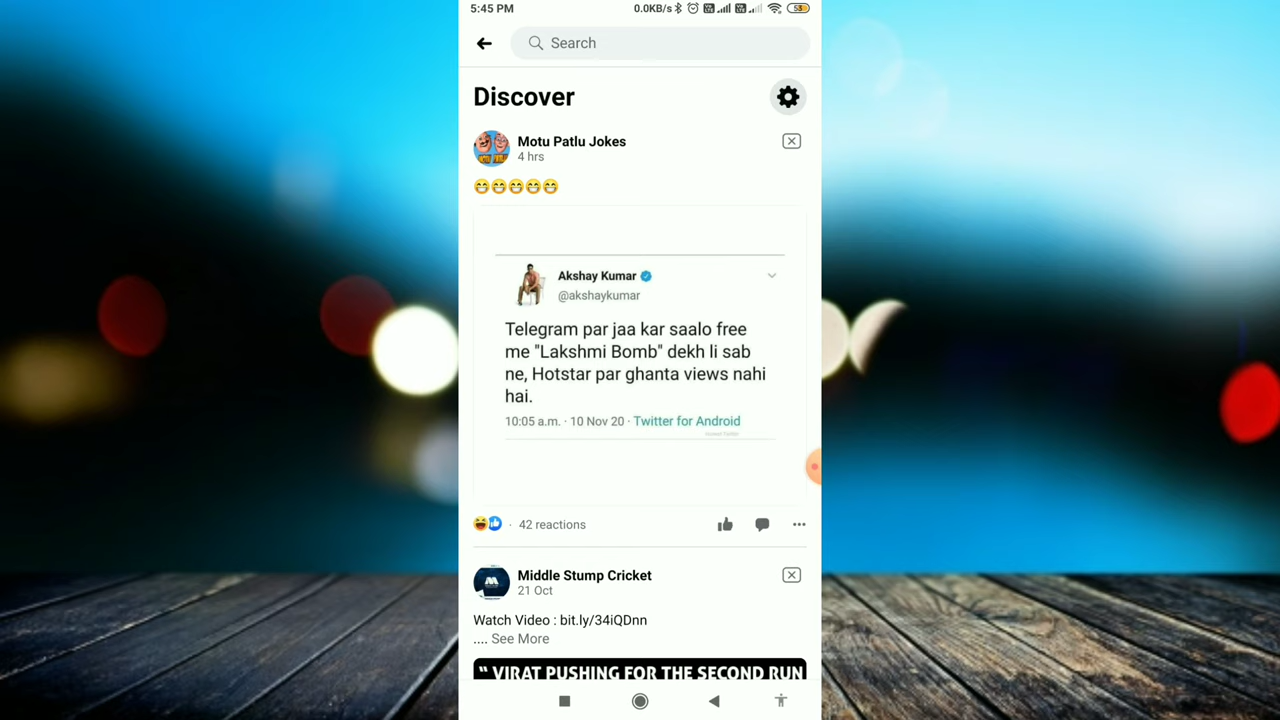 5:45 PM
0.0KB/s
53
Search
Discover
Motu Patlu Jokes
4 hrs
😁😁😁😁😁
Akshay Kumar
@akshaykumar
Telegram par jaa kar saalo free
me "Lakshmi Bomb" dekh li sab
ne, Hotstar par ghanta views nahi
hai.
10:05 a.m. · 10 Nov 20 · Twitter for Android
· 42 reactions
Middle Stump Cricket
21 Oct
Watch Video : bit.ly/34iQDnn
.... See More
" VIRAT PUSHING FOR THE SECOND RUN